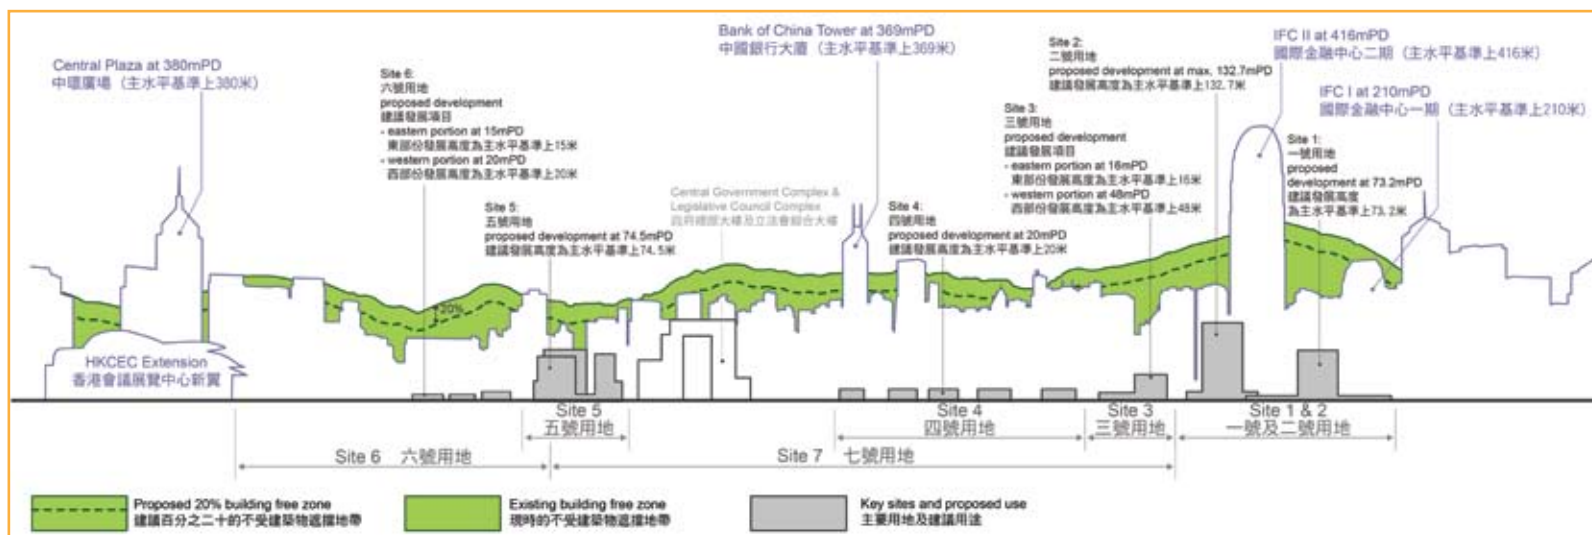 Central Plaza at 380mPD
中環廣場（主水平基準上380米）
Site 6:
六號用地
proposed development
建議發展項目
- eastern portion at 15mPD
東部份發展高度為主水平基準上15米
- western portion at 20mPD
西部份發展高度為主水平基準上20米
Site 5:
五號用地
proposed development at 74.5mPD
建議發展高度為主水平基準上74.5米
Central Government Complex &
Legislative Council Complex
政府總部大樓及立法會綜合大樓
Bank of China Tower at 369mPD
中國銀行大廈（主水平基準上369米）
Site 4:
四號用地
proposed development at 20mPD
建議發展高度為主水平基準上20米
Site 2:
二號用地
proposed development at max. 132.7mPD
建議發展高度為主水平基準上132.7米
Site 3:
三號用地
proposed development
建議發展項目
- eastern portion at 16mPD
東部份發展高度為主水平基準上16米
- western portion at 48mPD
西部份發展高度為主水平基準上48米
IFC II at 416mPD
國際金融中心二期（主水平基準上416米）
IFC I at 210mPD
國際金融中心一期（主水平基準上210米）
Site 1:
一號用地
proposed
development at 73.2mPD
建議發展高度
為主水平基準上73.2米
20%
HKCEC Extension
香港會議展覽中心新翼
Site 5
五號用地
Site 4
四號用地
Site 3
三號用地
Site 1 & 2
一號及二號用地
Site 6 六號用地
Site 7 七號用地
Proposed 20% building free zone
建議百分之二十的不受建築物遮擋地帶
Existing building free zone
現時的不受建築物遮擋地帶
Key sites and proposed use
主要用地及建議用途